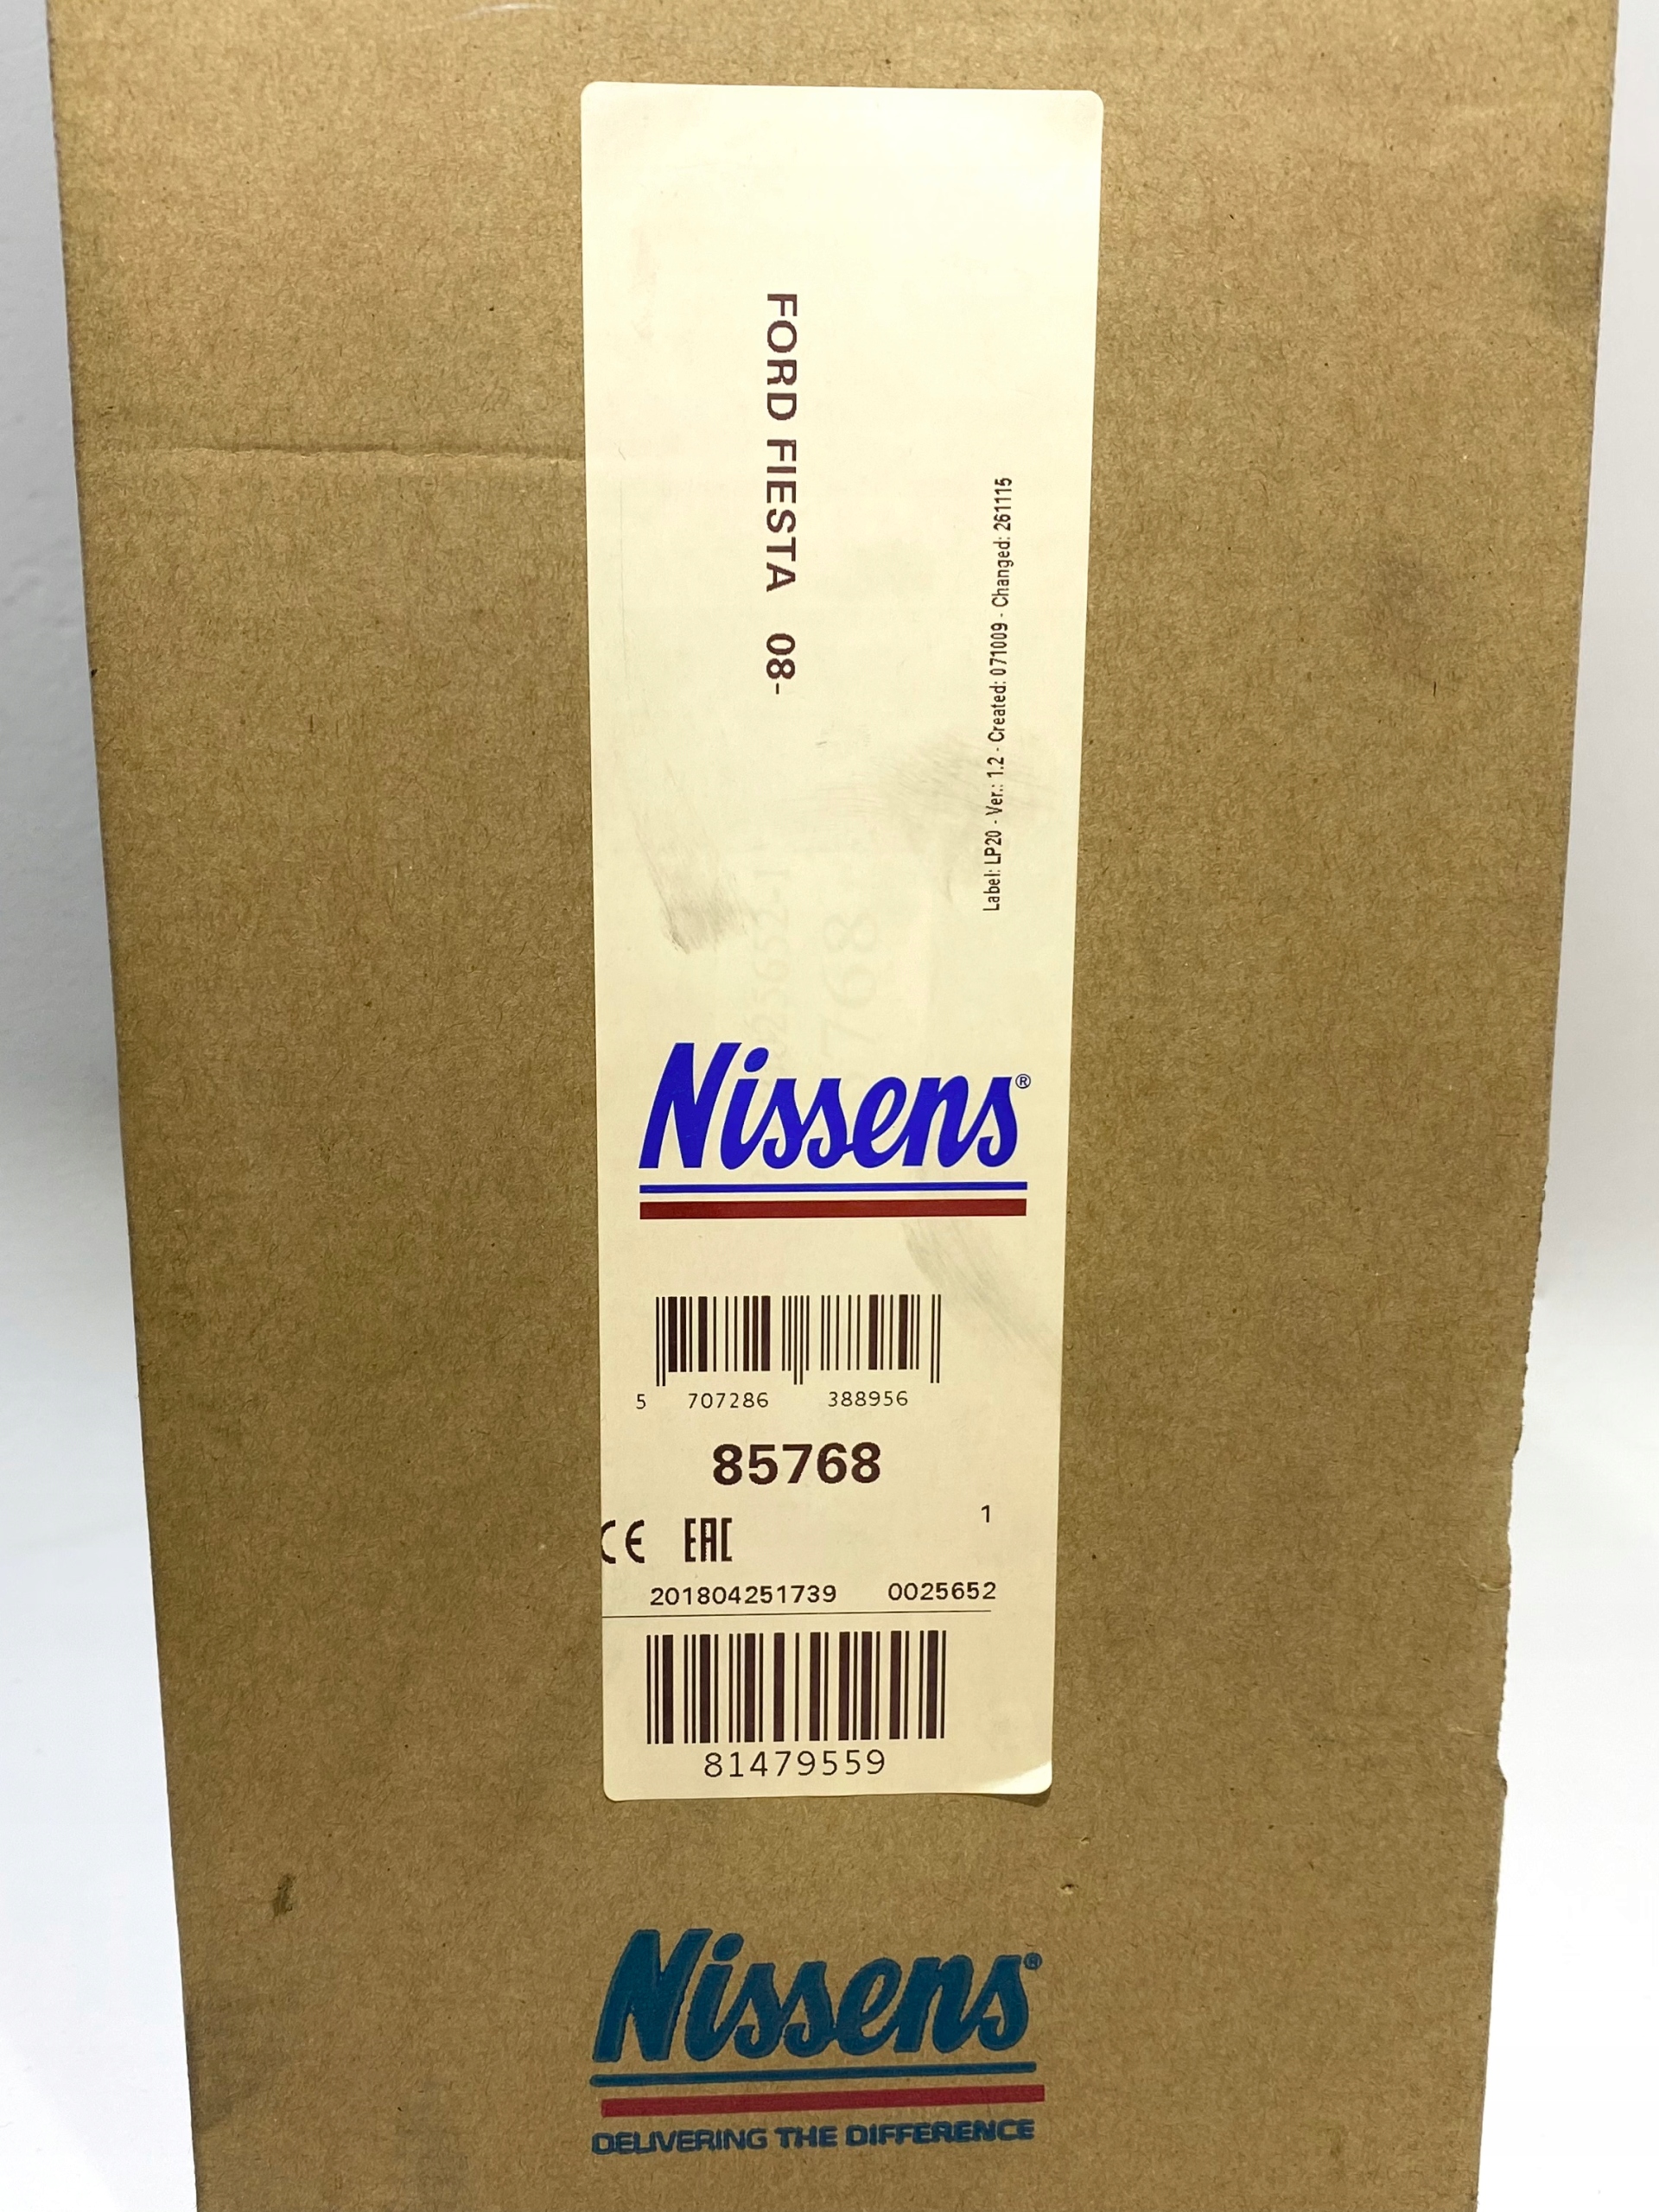 FORD FIESTA 08-
Label: LP20 - Ver.: 1.2 - Created: 071009 - Changed: 261115
Nissens®
5 707286 388956
85768
1
CE EAC
201804251739 0025652
81479559
Nissens®
DELIVERING THE DIFFERENCE